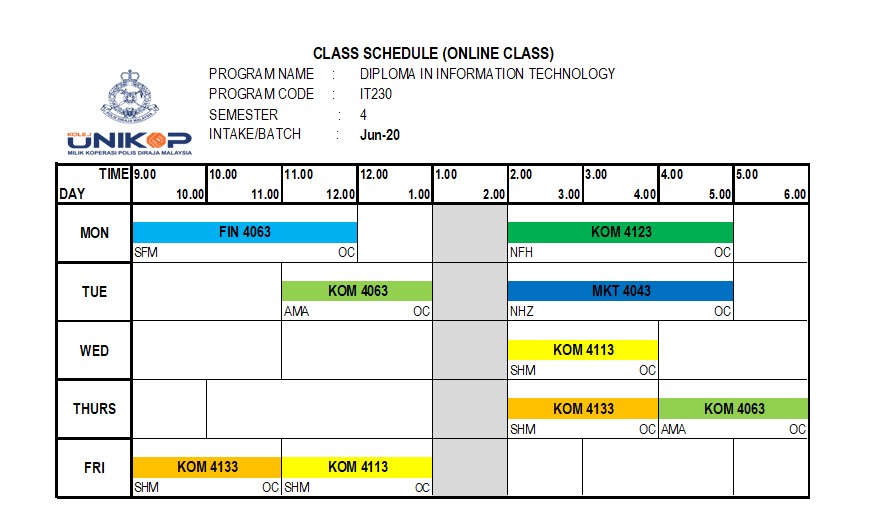 CLASS SCHEDULE (ONLINE CLASS)
PROGRAM NAME : DIPLOMA IN INFORMATION TECHNOLOGY
PROGRAM CODE : IT230
SEMESTER : 4
INTAKE/BATCH : Jun-20
POLIS DIRAJA MALAYSIA
KOLEJ
UNIKOP
MILIK KOPERASI POLIS DIRAJA MALAYSIA
TIME 9.00 10.00 11.00 12.00 1.00 2.00 3.00 4.00 5.00
DAY 10.00 11.00 12.00 1.00 2.00 3.00 4.00 5.00 6.00
MON FIN 4063 KOM 4123
SFM OC NFH OC
TUE KOM 4063 MKT 4043
AMA OC NHZ OC
WED KOM 4113
SHM OC
THURS KOM 4133 KOM 4063
SHM OC AMA OC
FRI KOM 4133 KOM 4113
SHM OC SHM OC